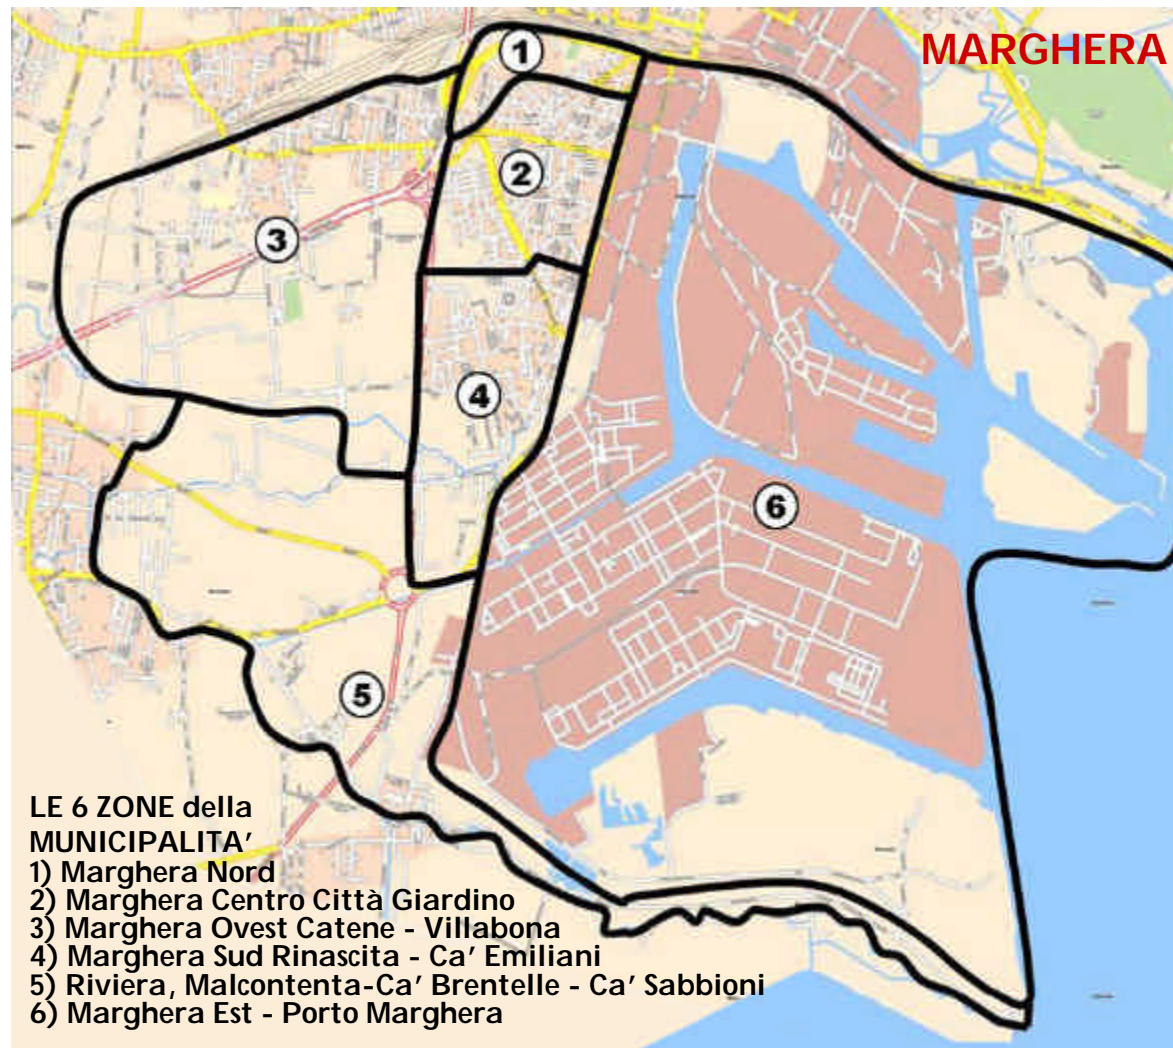 MARGHERA
1
2
3
4
6
5
LE 6 ZONE della
MUNICIPALITA’
1) Marghera Nord
2) Marghera Centro Città Giardino
3) Marghera Ovest Catene - Villabona
4) Marghera Sud Rinascita - Ca’ Emiliani
5) Riviera, Malcontenta-Ca’ Brentelle - Ca’ Sabbioni
6) Marghera Est - Porto Marghera